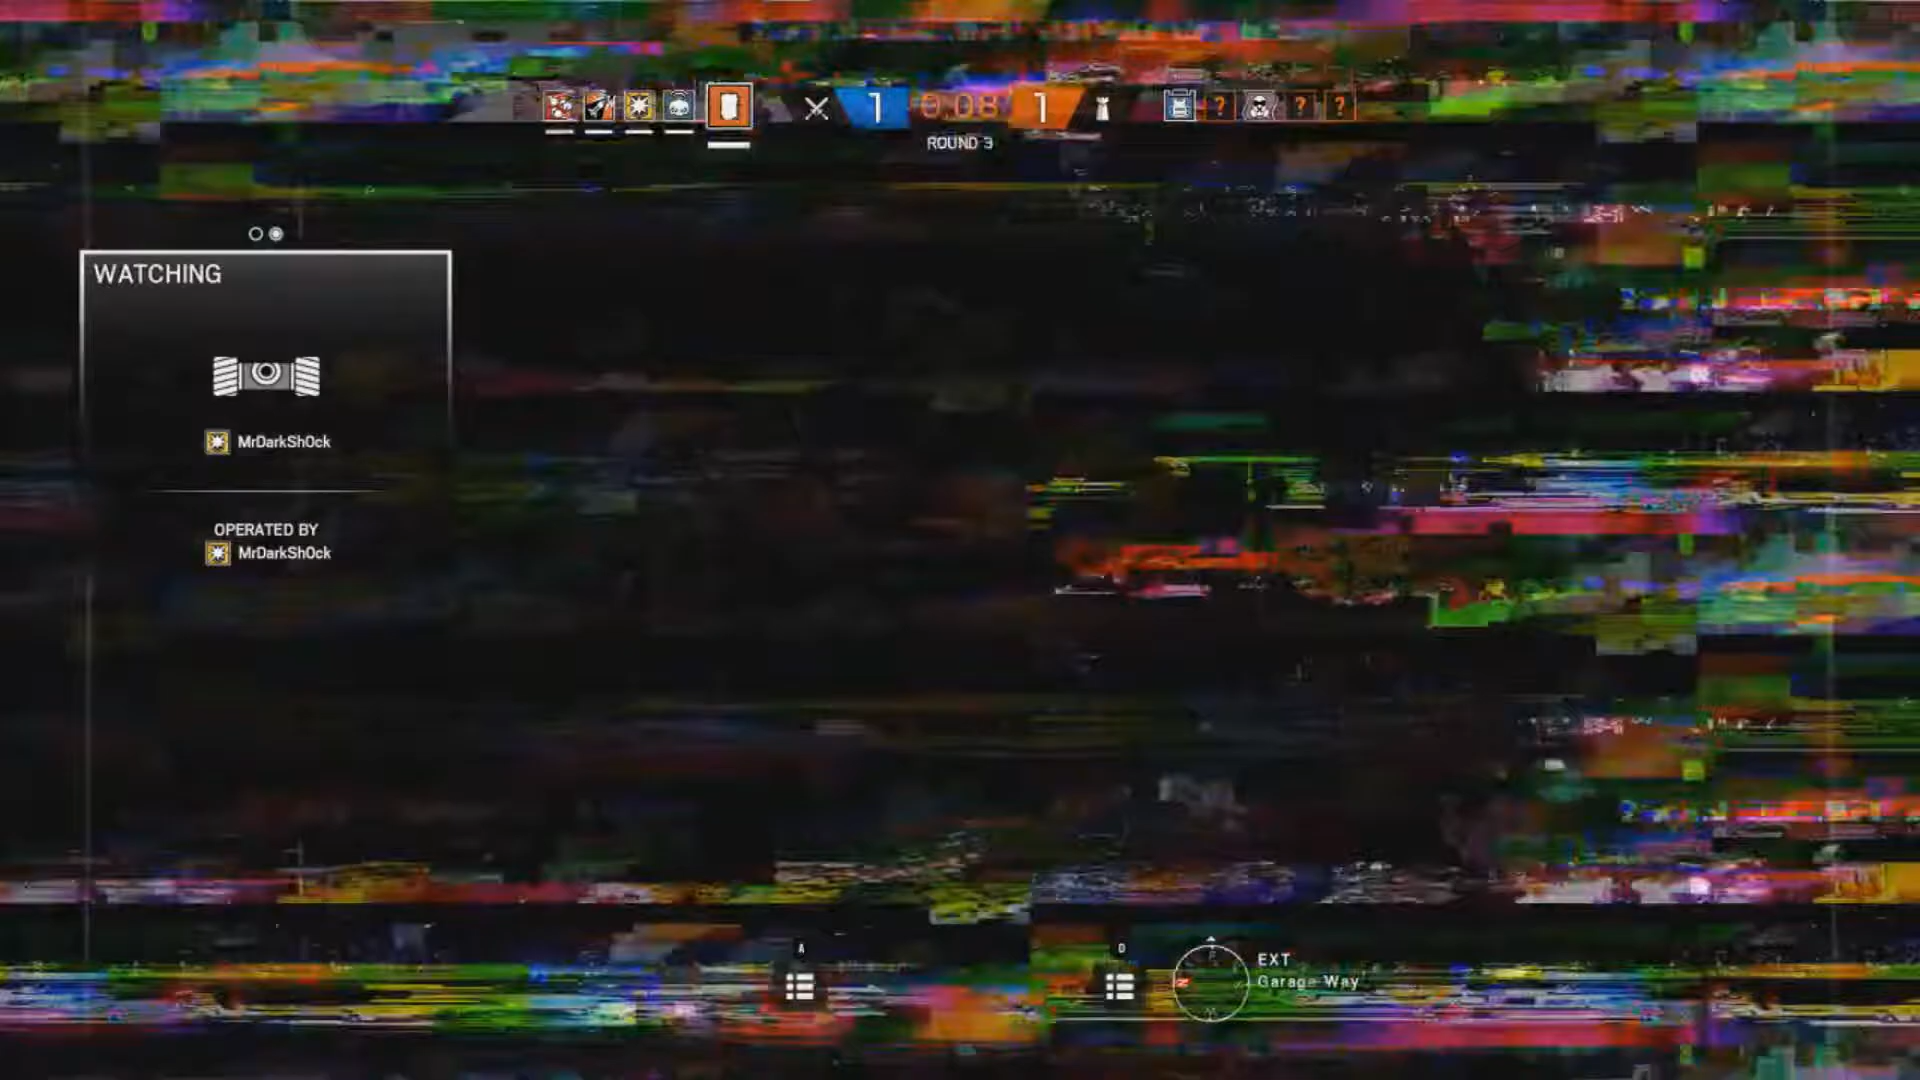 1 0:08 1
? ? ?
ROUND 3
WATCHING
MrDarkSh0ck
OPERATED BY
MrDarkSh0ck
A
D
EXT
Garage Way